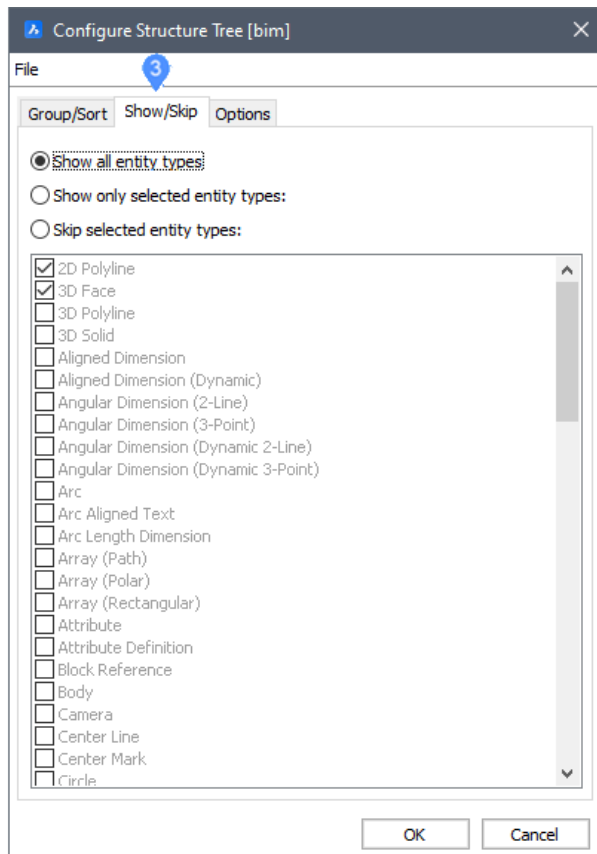 Configure Structure Tree [bim]
File
3
Group/Sort Show/Skip Options
Show all entity types
Show only selected entity types:
Skip selected entity types:
2D Polyline
3D Face
3D Polyline
3D Solid
Aligned Dimension
Aligned Dimension (Dynamic)
Angular Dimension (2-Line)
Angular Dimension (3-Point)
Angular Dimension (Dynamic 2-Line)
Angular Dimension (Dynamic 3-Point)
Arc
Arc Aligned Text
Arc Length Dimension
Array (Path)
Array (Polar)
Array (Rectangular)
Attribute
Attribute Definition
Block Reference
Body
Camera
Center Line
Center Mark
Circle
OK Cancel